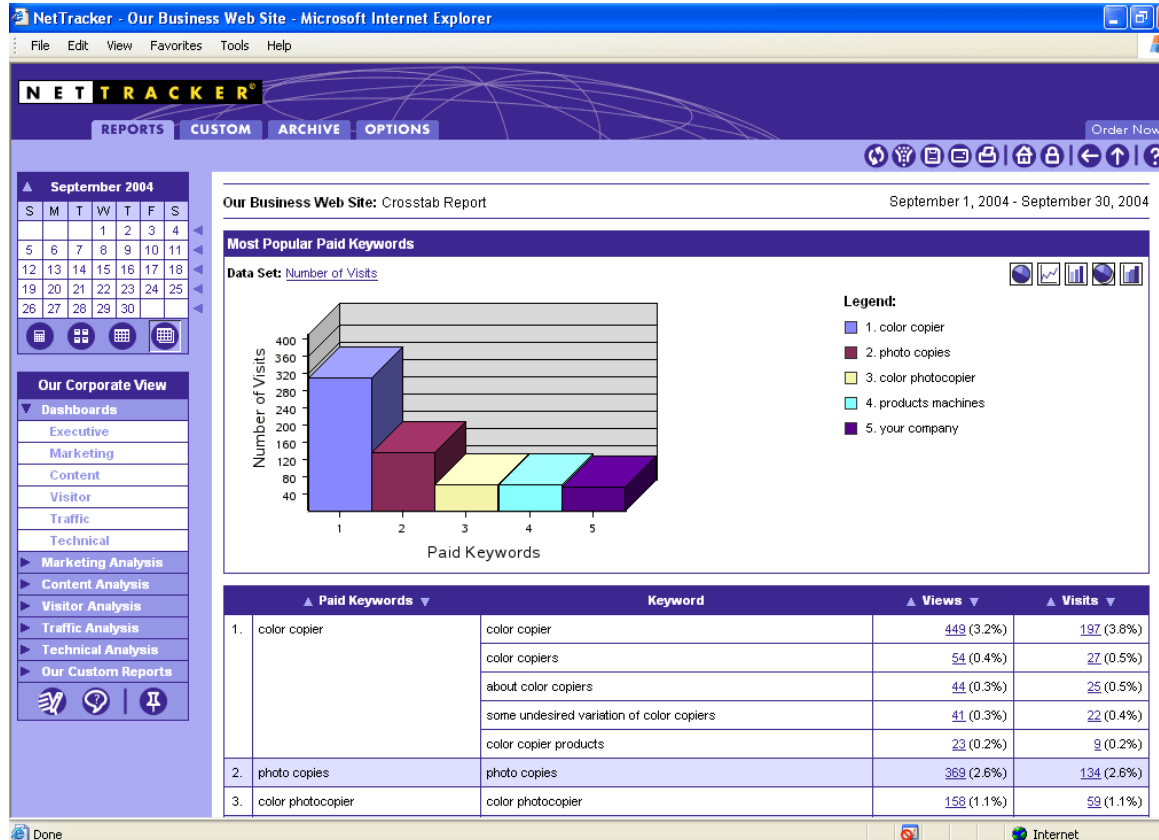 NetTracker - Our Business Web Site - Microsoft Internet Explorer
File Edit View Favorites Tools Help
NETTRACKER®
REPORTS CUSTOM ARCHIVE OPTIONS Order Now
September 2004
S M T W T F S
1 2 3 4
5 6 7 8 9 10 11
12 13 14 15 16 17 18
19 20 21 22 23 24 25
26 27 28 29 30
Our Corporate View
Dashboards
Executive
Marketing
Content
Visitor
Traffic
Technical
Marketing Analysis
Content Analysis
Visitor Analysis
Traffic Analysis
Technical Analysis
Our Custom Reports
Our Business Web Site: Crosstab Report September 1, 2004 - September 30, 2004
Most Popular Paid Keywords
Data Set: Number of Visits
Number of Visits
400
360
320
280
240
200
160
120
80
40
1 2 3 4 5
Paid Keywords
Legend:
1. color copier
2. photo copies
3. color photocopier
4. products machines
5. your company
Paid Keywords Keyword Views Visits
1. color copier color copier 449 (3.2%) 197 (3.8%)
color copiers 54 (0.4%) 27 (0.5%)
about color copiers 44 (0.3%) 25 (0.5%)
some undesired variation of color copiers 41 (0.3%) 22 (0.4%)
color copier products 23 (0.2%) 9 (0.2%)
2. photo copies photo copies 369 (2.6%) 134 (2.6%)
3. color photocopier color photocopier 158 (1.1%) 59 (1.1%)
Done Internet